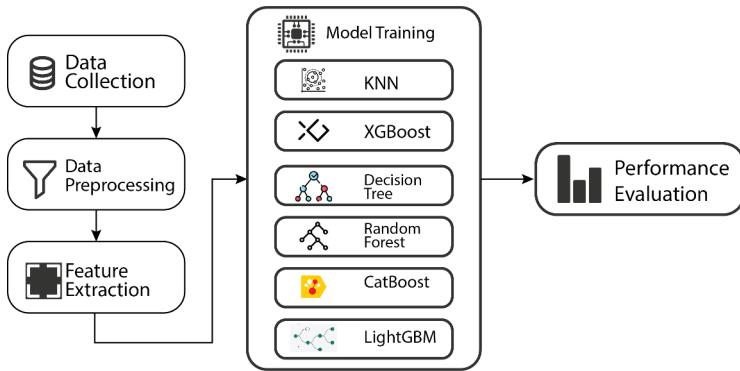 Data
Collection
Data
Preprocessing
Feature
Extraction
Model Training
KNN
XGBoost
Decision
Tree
Random
Forest
CatBoost
LightGBM
Performance
Evaluation